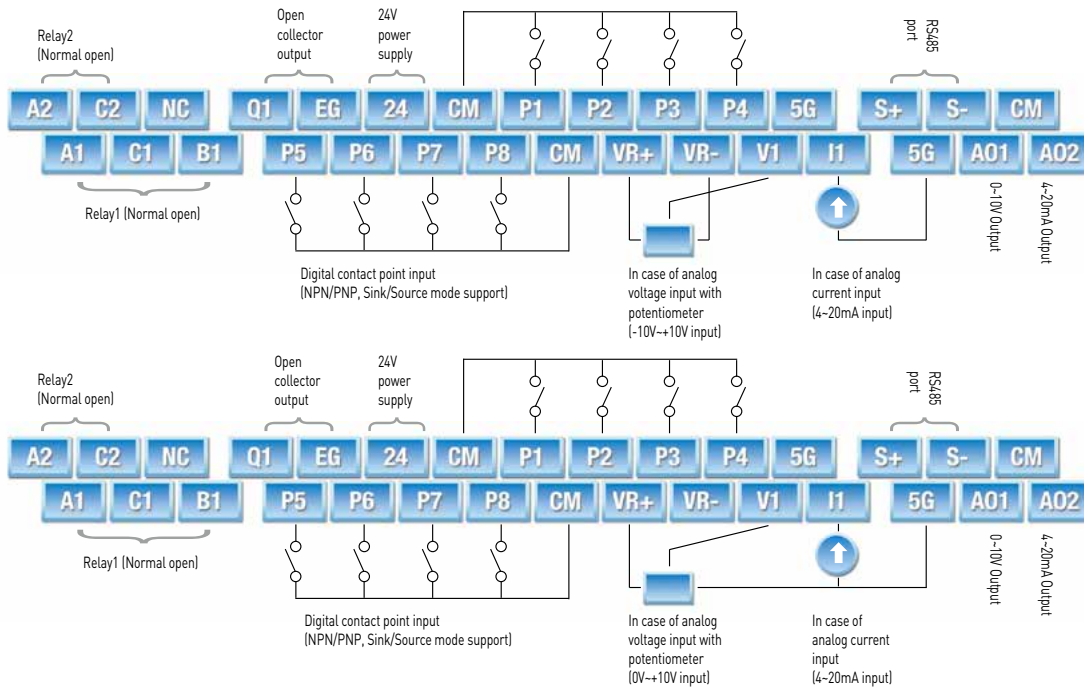 Relay2
(Normal open)
Open
collector
output
24V
power
supply
RS485
port
A2 C2 NC Q1 EG 24 CM P1 P2 P3 P4 5G S+ S- CM
A1 C1 B1 P5 P6 P7 P8 CM VR+ VR- V1 I1 5G AO1 AO2
Relay1 (Normal open)
Digital contact point input
(NPN/PNP, Sink/Source mode support)
In case of analog
voltage input with
potentiometer
(-10V~+10V input)
In case of analog
current input
(4~20mA input)
0~10V Output
4~20mA Output
Relay2
(Normal open)
Open
collector
output
24V
power
supply
RS485
port
A2 C2 NC Q1 EG 24 CM P1 P2 P3 P4 5G S+ S- CM
A1 C1 B1 P5 P6 P7 P8 CM VR+ VR- V1 I1 5G AO1 AO2
Relay1 (Normal open)
Digital contact point input
(NPN/PNP, Sink/Source mode support)
In case of analog
voltage input with
potentiometer
(0V~+10V input)
In case of
analog current
input
(4~20mA input)
0~10V Output
4~20mA Output